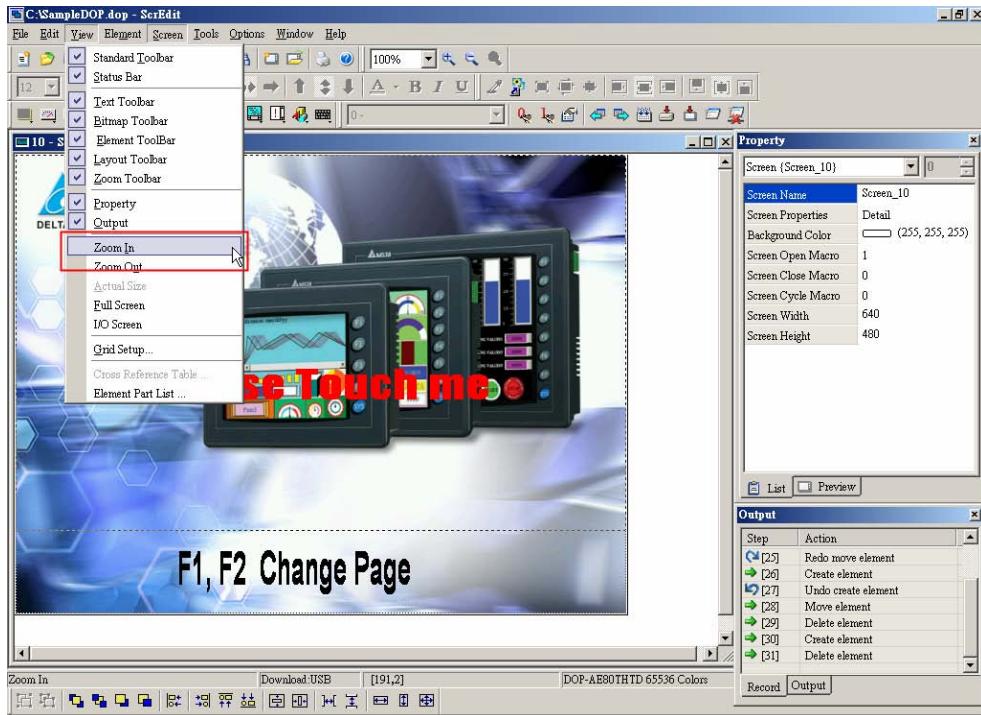 C:\SampleDOP.dop - ScrEdit
File Edit View Element Screen Tools Options Window Help
100%
12 A B I U
0 -
Standard Toolbar
Status Bar
Text Toolbar
Bitmap Toolbar
Element ToolBar
Layout Toolbar
Zoom Toolbar
Property
Output
Zoom In
Zoom Out
Actual Size
Full Screen
I/O Screen
Grid Setup...
Cross Reference Table ...
Element Part List ...
10 - S
DELT
se Touch me
F1, F2 Change Page
Property
Screen {Screen_10} 0
Screen Name Screen_10
Screen Properties Detail
Background Color (255, 255, 255)
Screen Open Macro 1
Screen Close Macro 0
Screen Cycle Macro 0
Screen Width 640
Screen Height 480
List Preview
Output
Step Action
[25] Redo move element
[26] Create element
[27] Undo create element
[28] Move element
[29] Delete element
[30] Create element
[31] Delete element
Record Output
Zoom In Download:USB [191,2] DOP-AE80THTD 65536 Colors